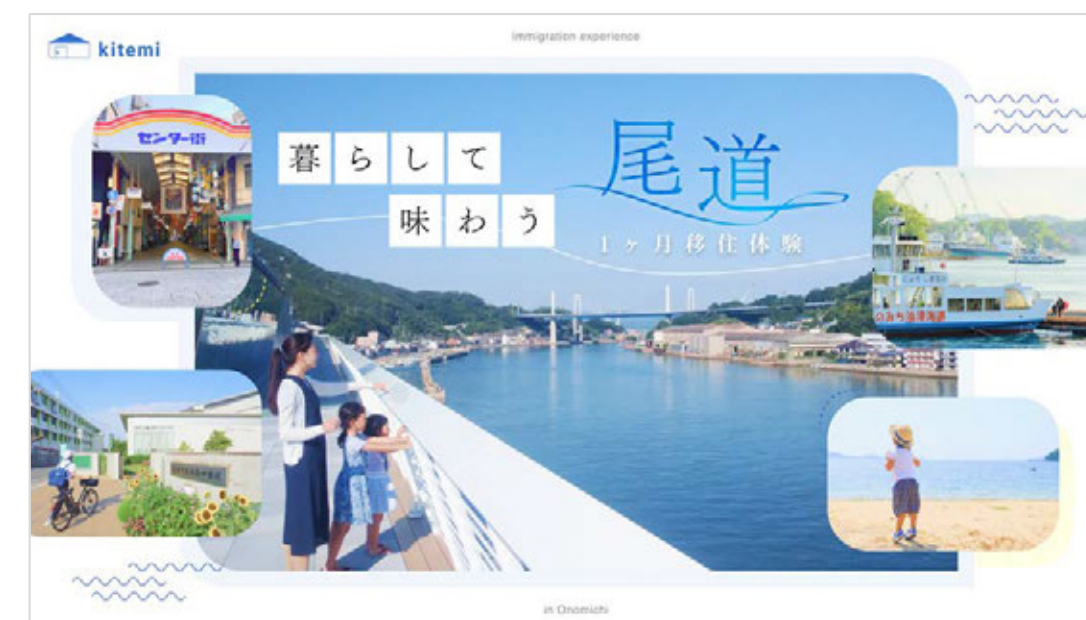 kitemi
immigration experience
センター街
暮らして
味わう
尾道
1ヶ月移住体験
in Onomichi